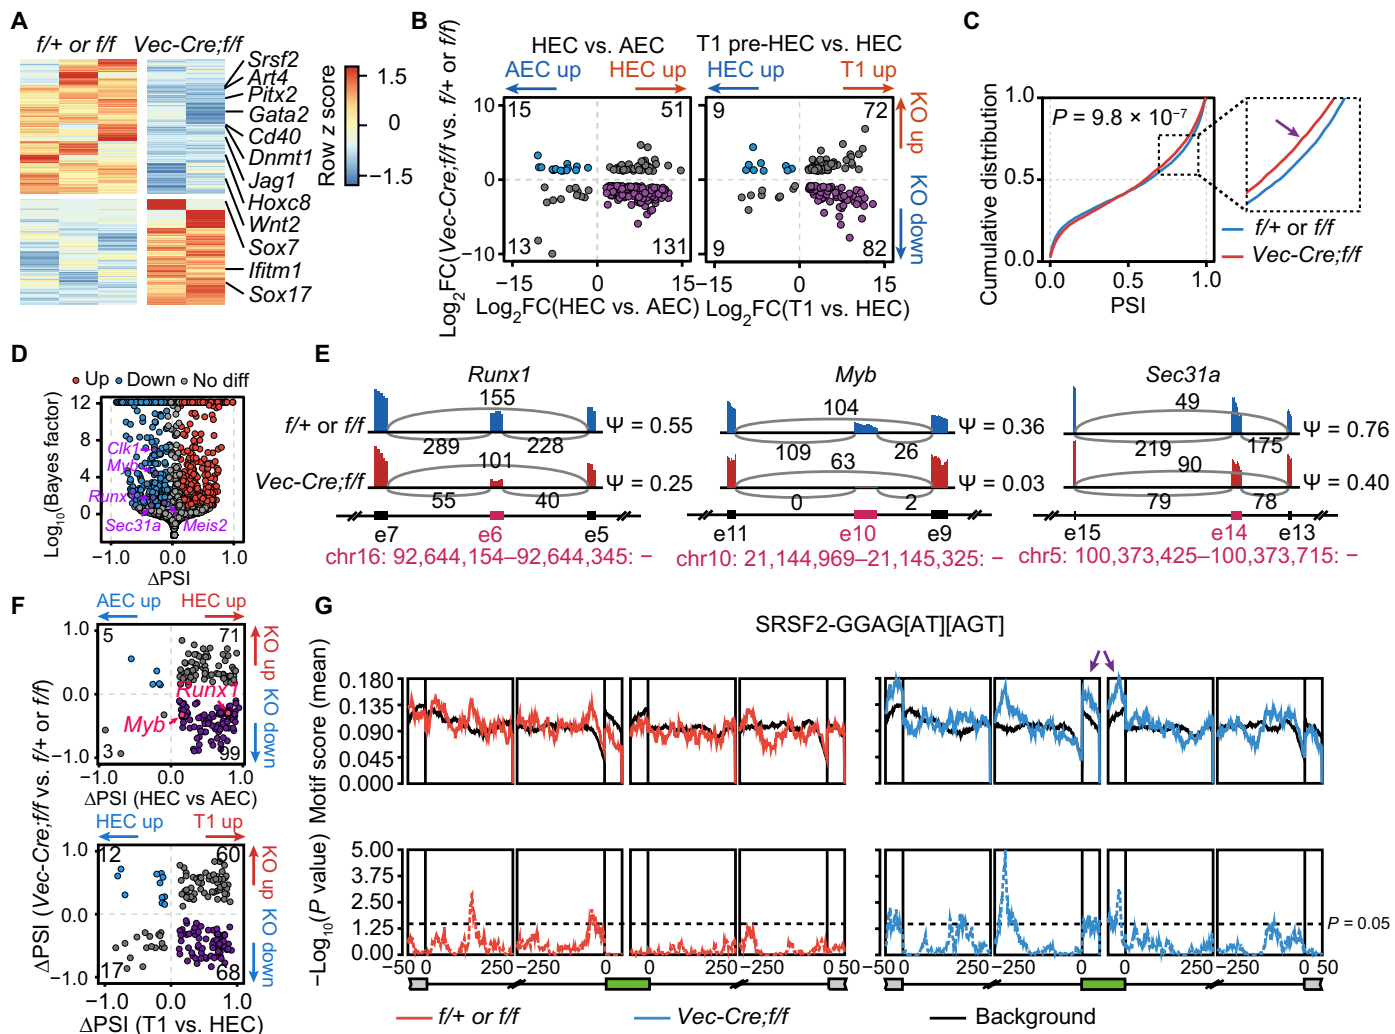 A
f/+ or f/f
Vec-Cre;f/f
Srsf2
Art4
Pitx2
Gata2
Cd40
Dnmt1
Jag1
Hoxc8
Wnt2
Sox7
Ifitm1
Sox17
Row z score
1.5
0
−1.5
B
HEC vs. AEC
T1 pre-HEC vs. HEC
AEC up
HEC up
HEC up
T1 up
Log2FC(Vec-Cre;f/f vs. f/+ or f/f)
10
0
−10
15
51
13
131
9
72
9
82
KO up
KO down
−15
0
15
−15
0
15
Log2FC(HEC vs. AEC)
Log2FC(T1 vs. HEC)
C
Cumulative distribution
1.0
0.5
0.0
P = 9.8 × 10−7
0.0
0.5
1.0
PSI
f/+ or f/f
Vec-Cre;f/f
D
Up
Down
No diff
Log10(Bayes factor)
12
8
4
0
Clk1
Myb
Runx1
Sec31a
Meis2
−1.0
0.0
1.0
ΔPSI
E
Runx1
Myb
Sec31a
f/+ or f/f
155
289
228
Ψ = 0.55
104
109
26
Ψ = 0.36
49
219
175
Ψ = 0.76
Vec-Cre;f/f
101
55
40
Ψ = 0.25
63
0
2
Ψ = 0.03
90
79
78
Ψ = 0.40
e7
e6
e5
e11
e10
e9
e15
e14
e13
chr16: 92,644,154–92,644,345: −
chr10: 21,144,969–21,145,325: −
chr5: 100,373,425–100,373,715: −
F
AEC up
HEC up
ΔPSI (Vec-Cre;f/f vs. f/+ or f/f)
1.0
0.0
−1.0
5
71
3
99
Runx1
Myb
KO up
KO down
−1.0
0.0
1.0
ΔPSI (HEC vs AEC)
HEC up
T1 up
1.0
0.0
−1.0
12
60
17
68
KO up
KO down
−1.0
0.0
1.0
ΔPSI (T1 vs. HEC)
G
SRSF2-GGAG[AT][AGT]
Motif score (mean)
0.180
0.135
0.090
0.045
0.000
−Log10(P value)
5.00
3.75
2.50
1.25
0.00
P = 0.05
−50
0
250
−250
0
0
250
−250
0
50
−50
0
250
−250
0
0
250
−250
0
50
f/+ or f/f
Vec-Cre;f/f
Background